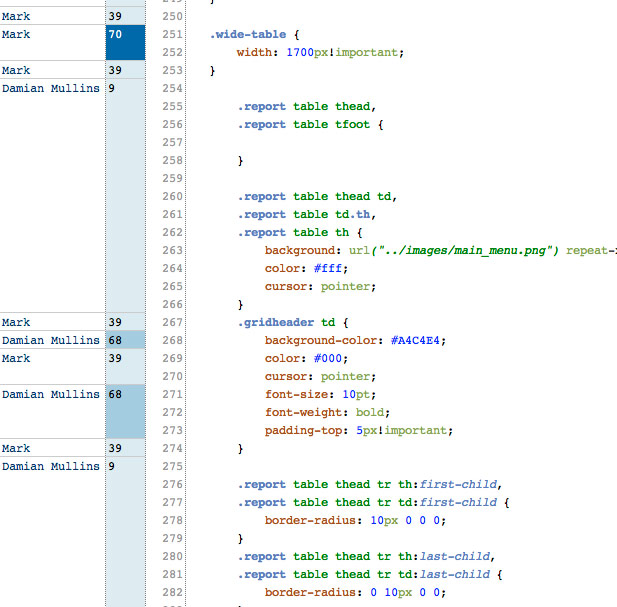 }
Mark 39 250
Mark 70 251 .wide-table {
252 width: 1700px!important;
Mark 39 253 }
Damian Mullins 9 254
255 .report table thead,
256 .report table tfoot {
257
258 }
259
260 .report table thead td,
261 .report table td.th,
262 .report table th {
263 background: url("../images/main_menu.png") repeat-
264 color: #fff;
265 cursor: pointer;
266 }
Mark 39 267 .gridheader td {
Damian Mullins 68 268 background-color: #A4C4E4;
Mark 39 269 color: #000;
270 cursor: pointer;
Damian Mullins 68 271 font-size: 10pt;
272 font-weight: bold;
273 padding-top: 5px!important;
Mark 39 274 }
Damian Mullins 9 275
276 .report table thead tr th:first-child,
277 .report table thead tr td:first-child {
278 border-radius: 10px 0 0 0;
279 }
280 .report table thead tr th:last-child,
281 .report table thead tr td:last-child {
282 border-radius: 0 10px 0 0;